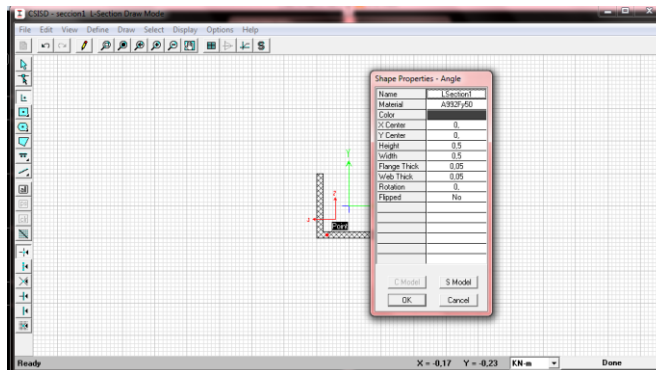 CSISD - seccion1 L-Section Draw Mode
File Edit View Define Draw Select Display Options Help
Shape Properties - Angle
Name LSection1
Material A992Fy50
Color
X Center 0,
Y Center 0,
Height 0,5
Width 0,5
Flange Thick 0,05
Web Thick 0,05
Rotation 0,
Flipped No
Y
Point
C Model S Model
OK Cancel
Ready X = -0,17 Y = -0,23 KN-m Done